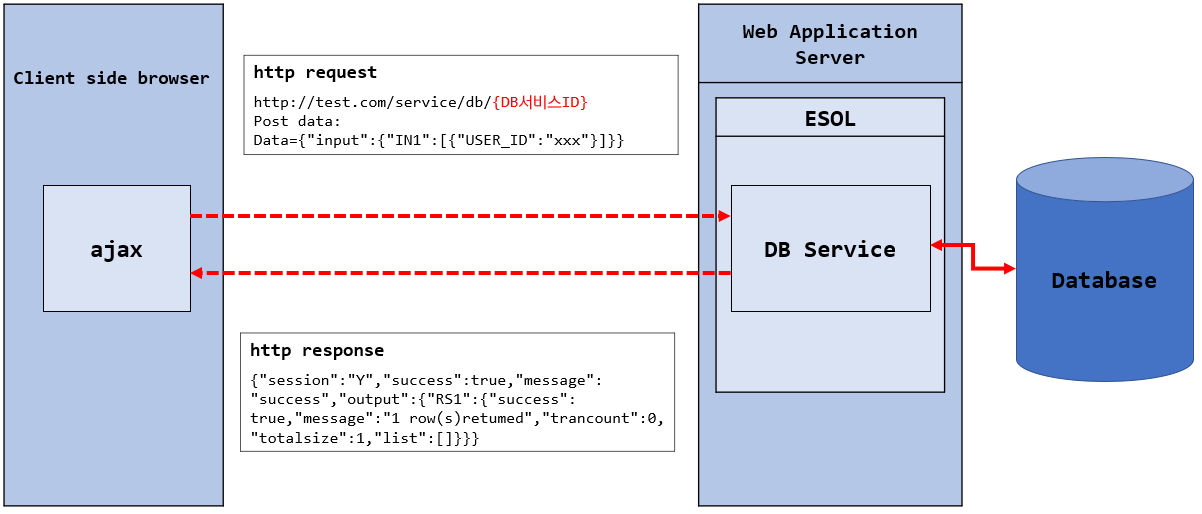 Client side browser
ajax
http request
http://test.com/service/db/{DB서비스ID}
Post data:
Data={"input":{"IN1":[{"USER_ID":"xxx"}]}}
http response
{"session":"Y","success":true,"message":
"success","output":{"RS1":{"success":
true,"message":"1 row(s)retumed","trancount":0,
"totalsize":1,"list":[]}}}
Web Application
Server
ESOL
DB Service
Database